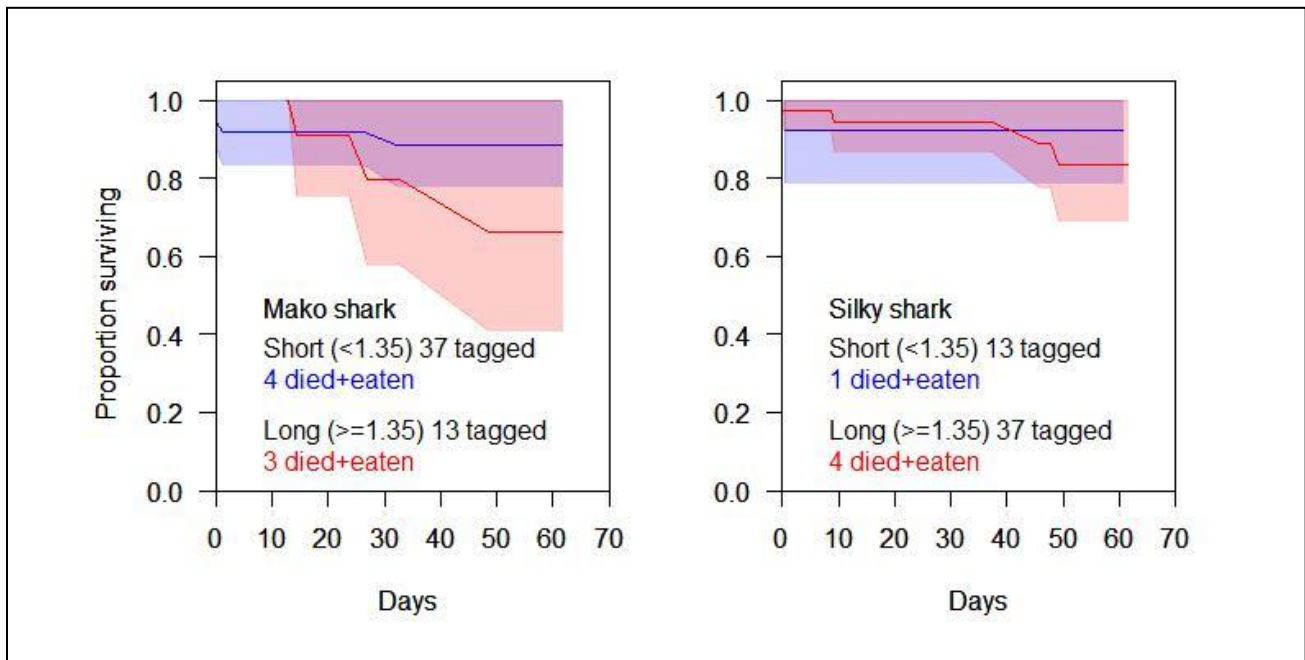 Proportion surviving
1.0
0.8
0.6
0.4
0.2
0.0
Mako shark
Short (<1.35) 37 tagged
4 died+eaten
Long (>=1.35) 13 tagged
3 died+eaten
0 10 20 30 40 50 60 70
Days
1.0
0.8
0.6
0.4
0.2
0.0
Silky shark
Short (<1.35) 13 tagged
1 died+eaten
Long (>=1.35) 37 tagged
4 died+eaten
0 10 20 30 40 50 60 70
Days